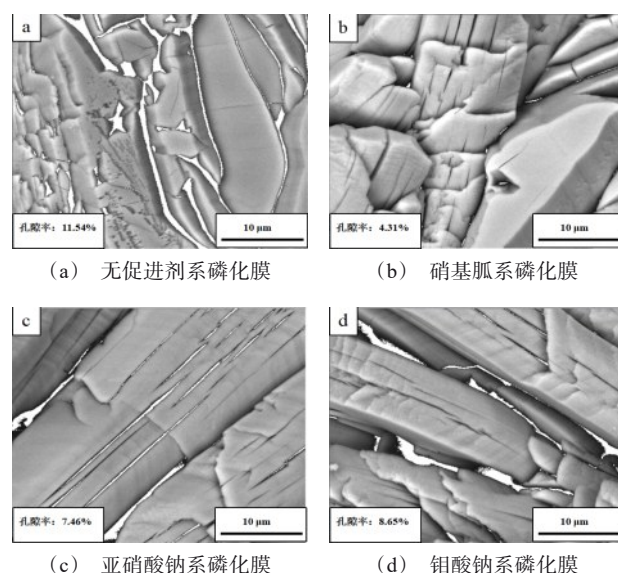 a
孔隙率：11.54%
10 μm
b
孔隙率：4.31%
10 μm
（a） 无促进剂系磷化膜
（b） 硝基胍系磷化膜
c
孔隙率：7.46%
10 μm
d
孔隙率：8.65%
10 μm
（c） 亚硝酸钠系磷化膜
（d） 钼酸钠系磷化膜